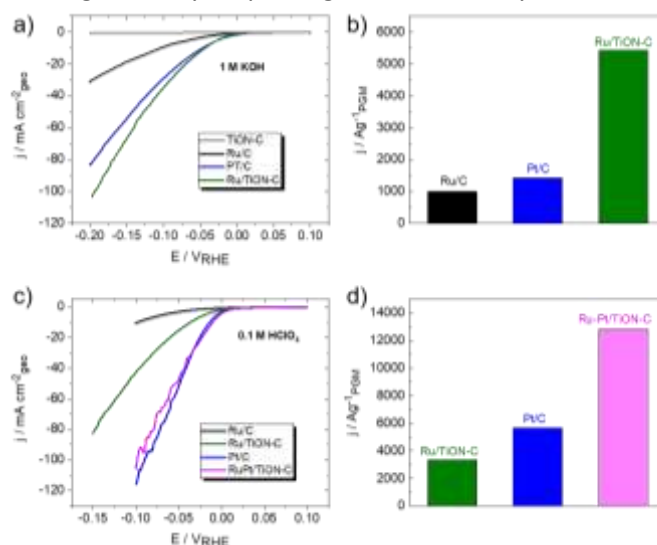 a)
0
-20
-40
-60
-80
-100
-120
j / mA cm⁻²geo
1 M KOH
TiON-C
Ru/C
PT/C
Ru/TiON-C
-0.20 -0.15 -0.10 -0.05 0.00 0.05 0.10
E / VRHE
b)
6000
5000
4000
3000
2000
1000
0
j / Ag⁻¹PGM
Ru/C
Pt/C
Ru/TiON-C
c)
0
-20
-40
-60
-80
-100
-120
j / mA cm⁻²geo
0.1 M HClO₄
Ru/C
Ru/TiON-C
Pt/C
RuPt/TiON-C
-0.15 -0.10 -0.05 0.00 0.05 0.10
E / VRHE
d)
14000
12000
10000
8000
6000
4000
2000
0
j / Ag⁻¹PGM
Ru/TiON-C
Pt/C
Ru-Pt/TiON-C